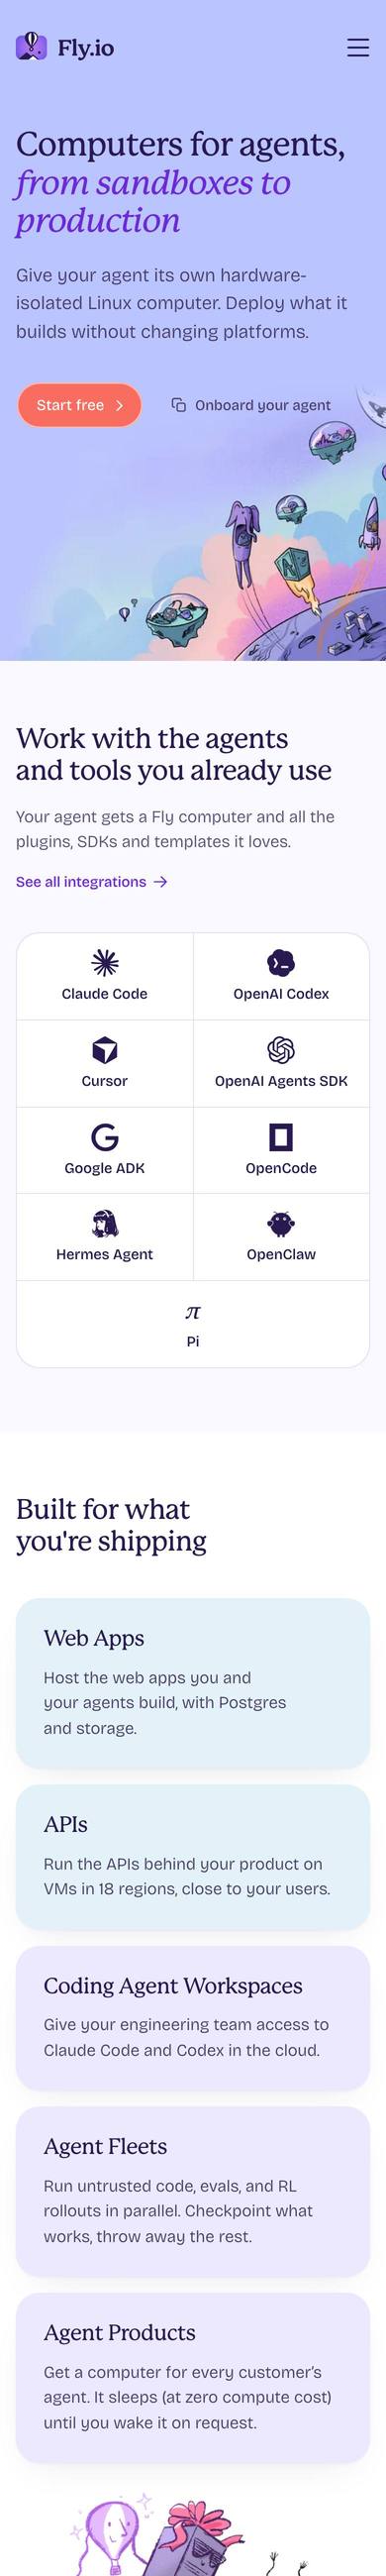 Fly.io
Computers for agents,
from sandboxes to
production
Give your agent its own hardware-
isolated Linux computer. Deploy what it
builds without changing platforms.
Start free
Onboard your agent
Work with the agents
and tools you already use
Your agent gets a Fly computer and all the
plugins, SDKs and templates it loves.
See all integrations →
Claude Code
OpenAI Codex
Cursor
OpenAI Agents SDK
Google ADK
OpenCode
Hermes Agent
OpenClaw
π
Pi
Built for what
you're shipping
Web Apps
Host the web apps you and
your agents build, with Postgres
and storage.
APIs
Run the APIs behind your product on
VMs in 18 regions, close to your users.
Coding Agent Workspaces
Give your engineering team access to
Claude Code and Codex in the cloud.
Agent Fleets
Run untrusted code, evals, and RL
rollouts in parallel. Checkpoint what
works, throw away the rest.
Agent Products
Get a computer for every customer's
agent. It sleeps (at zero compute cost)
until you wake it on request.